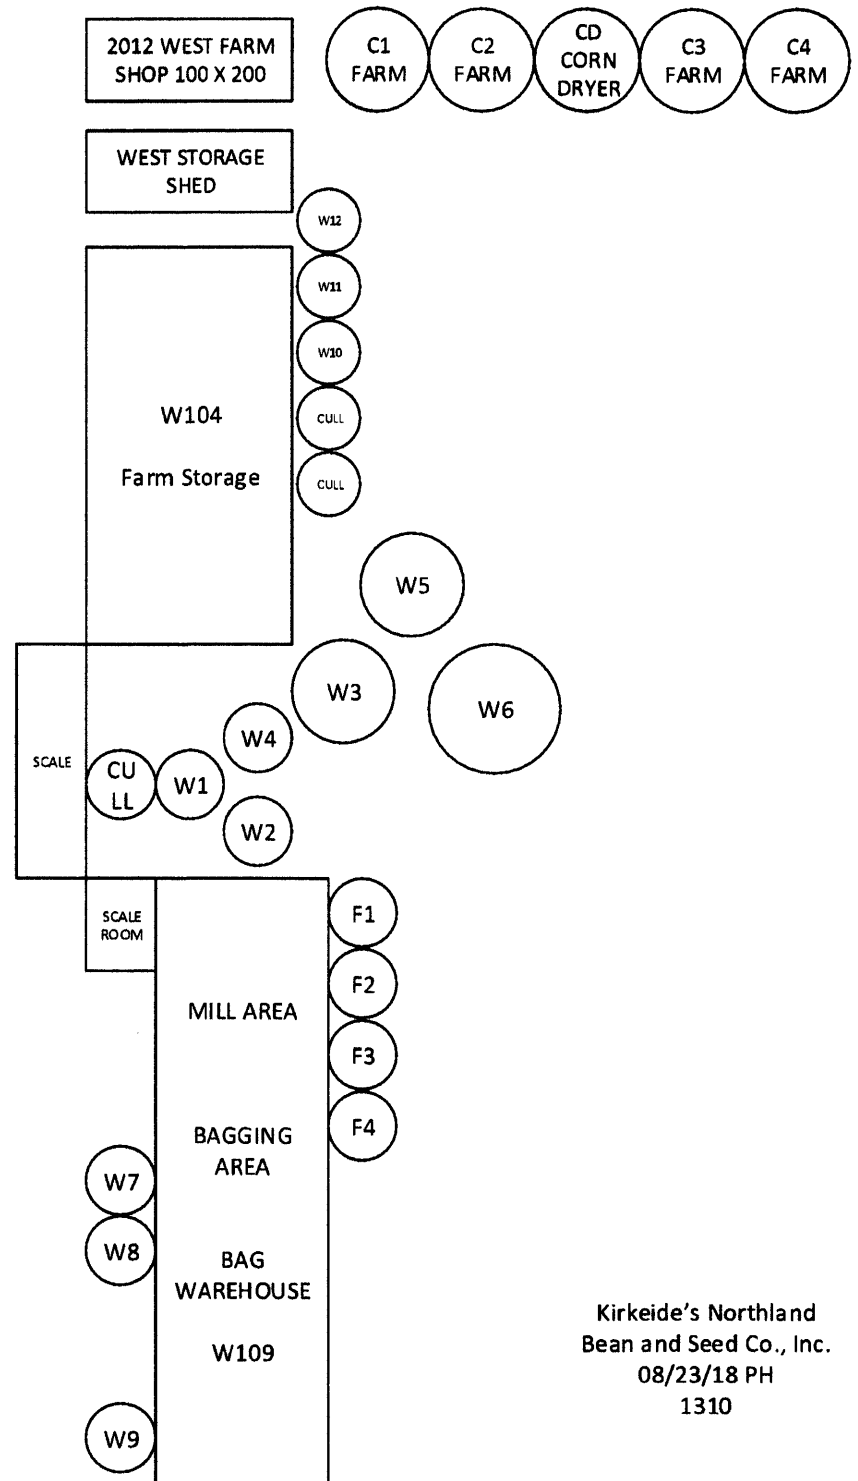 2012 WEST FARM
SHOP 100 X 200
C1
FARM
C2
FARM
CD
CORN
DRYER
C3
FARM
C4
FARM
WEST STORAGE
SHED
W12
W11
W10
CULL
CULL
W104
Farm Storage
W5
W3
W6
W4
SCALE
CU
LL
W1
W2
SCALE
ROOM
F1
F2
F3
F4
MILL AREA
BAGGING
AREA
W7
W8
BAG
WAREHOUSE
W109
W9
Kirkeide's Northland
Bean and Seed Co., Inc.
08/23/18 PH
1310